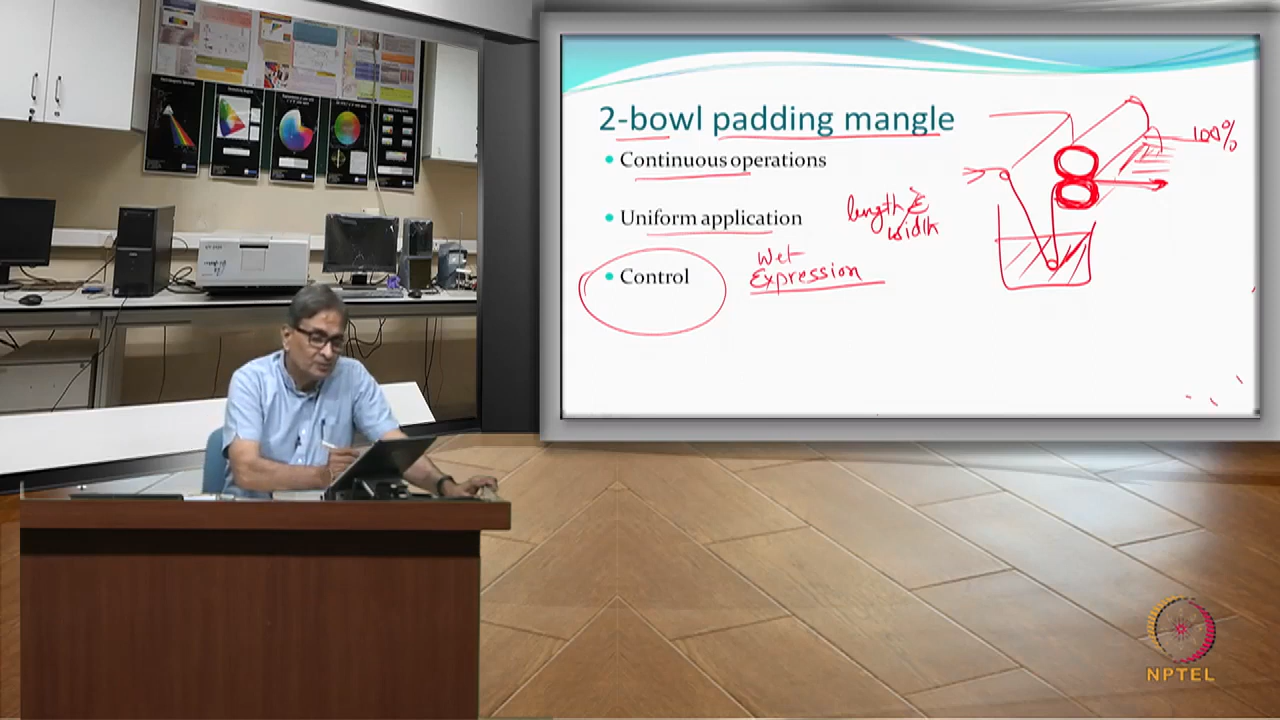 2-bowl padding mangle
• Continuous operations
• Uniform application
length &
width
• Control
Wet
Expression
100%
NPTEL